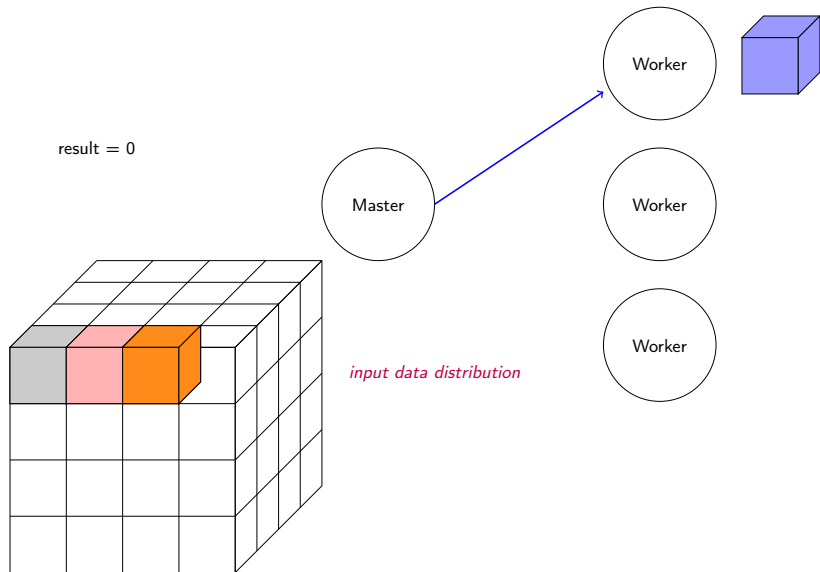 Worker
result = 0
Master
Worker
Worker
input data distribution